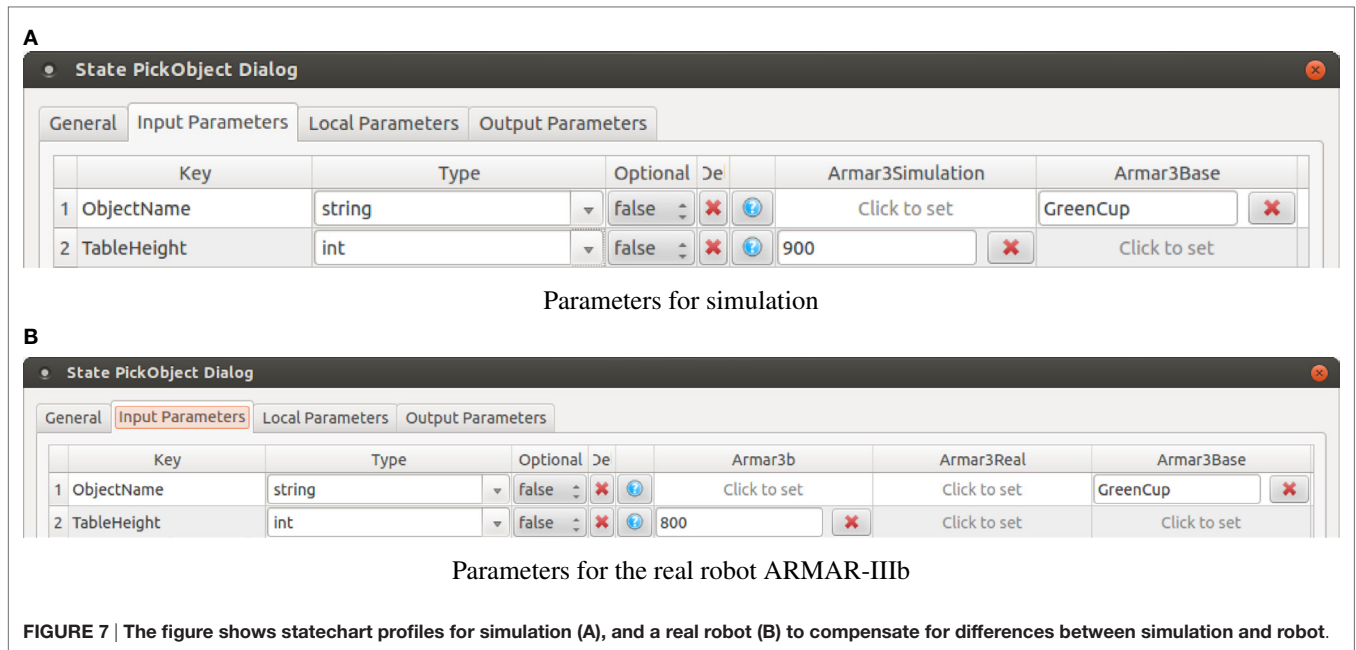 A
State PickObject Dialog
General Input Parameters Local Parameters Output Parameters
Key Type Optional Del Armar3Simulation Armar3Base
1 ObjectName string false Click to set GreenCup
2 TableHeight int false 900 Click to set
Parameters for simulation
B
State PickObject Dialog
General Input Parameters Local Parameters Output Parameters
Key Type Optional De Armar3b Armar3Real Armar3Base
1 ObjectName string false Click to set Click to set GreenCup
2 TableHeight int false 800 Click to set Click to set
Parameters for the real robot ARMAR-IIIb
FIGURE 7 | The figure shows statechart profiles for simulation (A), and a real robot (B) to compensate for differences between simulation and robot.